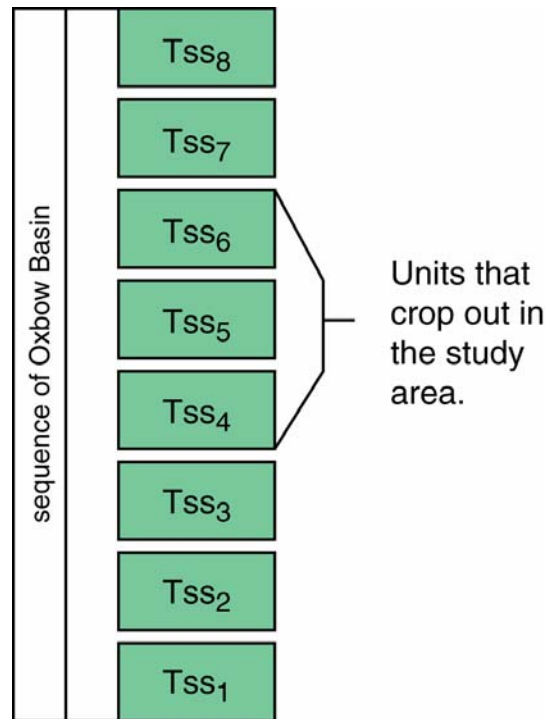 sequence of Oxbow Basin
Tss8
Tss7
Tss6
Tss5
Tss4
Tss3
Tss2
Tss1
Units that
crop out in
the study
area.